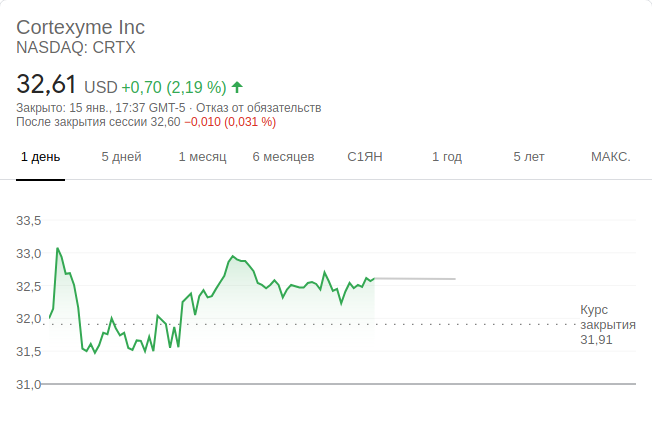 Cortexyme Inc
NASDAQ: CRTX
32,61 USD +0,70 (2,19 %)
Закрыто: 15 янв., 17:37 GMT-5 · Отказ от обязательств
После закрытия сессии 32,60 −0,010 (0,031 %)
1 день 5 дней 1 месяц 6 месяцев С1ЯН 1 год 5 лет МАКС.
33,5
33,0
32,5
32,0
31,5
31,0
Курс
закрытия
31,91